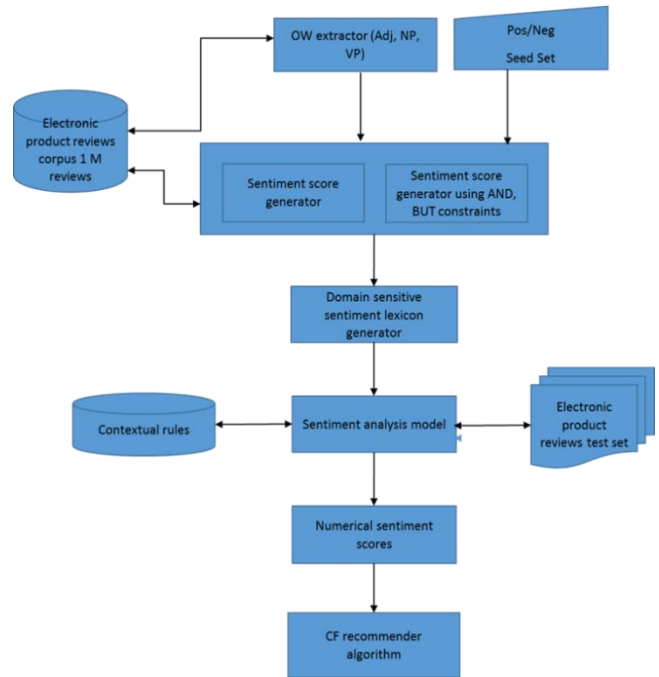 OW extractor (Adj, NP,
VP)
Pos/Neg
Seed Set
Electronic
product reviews
corpus 1 M
reviews
Sentiment score
generator
Sentiment score
generator using AND,
BUT constraints
Domain sensitive
sentiment lexicon
generator
Contextual rules
Sentiment analysis model
Electronic
product
reviews test set
Numerical sentiment
scores
CF recommender
algorithm